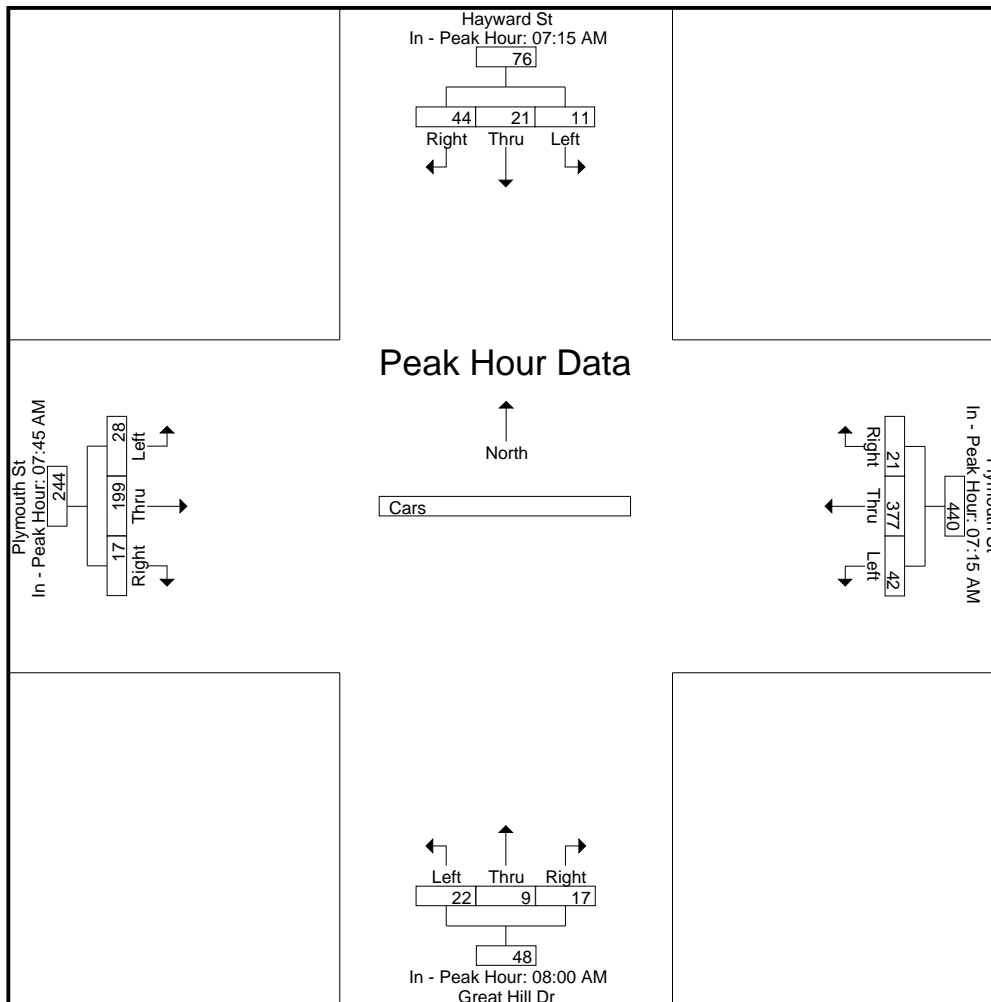 Hayward St
In - Peak Hour: 07:15 AM
76
44 21 11
Right Thru Left
Peak Hour Data
North
Cars
Plymouth St
In - Peak Hour: 07:45 AM
244
28 199 17
Left Thru Right
Right Thru Left
21 377 42
440
In - Peak Hour: 07:15 AM
Plymouth St
Left Thru Right
22 9 17
48
In - Peak Hour: 08:00 AM
Great Hill Dr